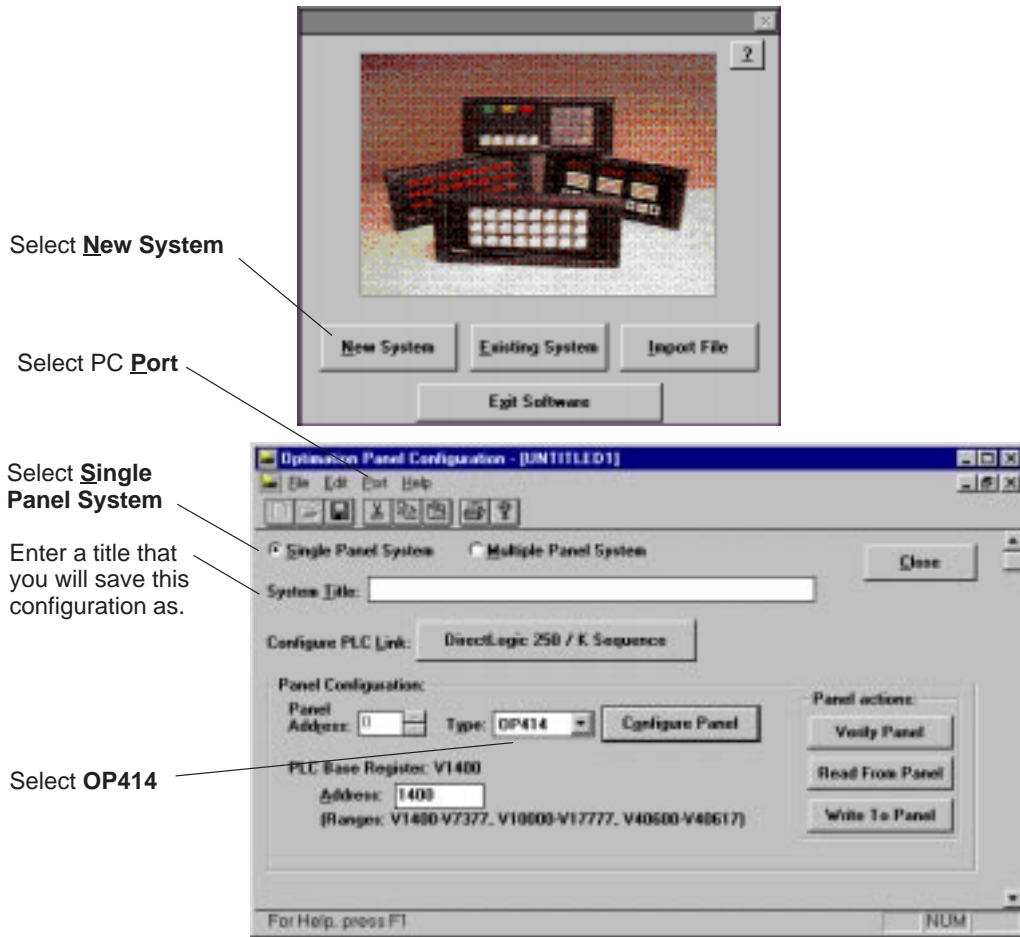 ?
Select New System
New System
Existing System
Import File
Select PC Port
Exit Software
Optimation Panel Configuration - [UNTITLED1]
File Edit Port Help
Select Single
Panel System
Single Panel System
Multiple Panel System
Close
Enter a title that
you will save this
configuration as.
System Title:
Configure PLC Link:
DirectLogic 250 / K Sequence
Panel Configuration:
Panel
Address: 0
Type: OP414
Configure Panel
Panel actions:
Verify Panel
Select OP414
PLC Base Register: V1400
Read From Panel
Address: 1400
Write To Panel
(Ranges: V1400-V7377, V10000-V17777, V40600-V40617)
For Help, press F1
NUM